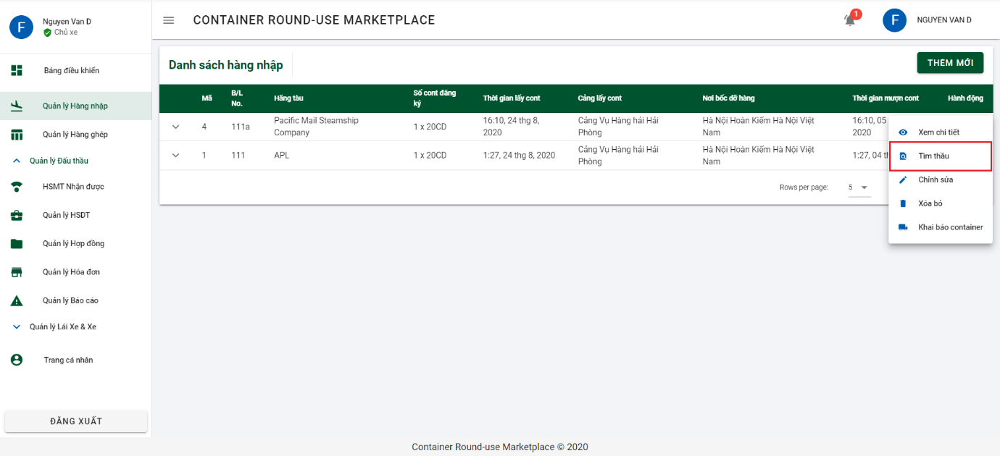 F
Nguyen Van D
Chủ xe
CONTAINER ROUND-USE MARKETPLACE
1
F
NGUYEN VAN D
Bảng điều khiển
Quản lý Hàng nhập
Quản lý Hàng ghép
Quản lý Đấu thầu
HSMT Nhận được
Quản lý HSDT
Quản lý Hợp đồng
Quản lý Hóa đơn
Quản lý Báo cáo
Quản lý Lái Xe & Xe
Trang cá nhân
ĐĂNG XUẤT
Danh sách hàng nhập
THÊM MỚI
Mã
B/L
No.
Hãng tàu
Số cont đăng
ký
Thời gian lấy cont
Cảng lấy cont
Nơi bốc dỡ hàng
Thời gian mượn cont
Hành động
4
111a
Pacific Mail Steamship
Company
1 x 20CD
16:10, 24 thg 8,
2020
Cảng Vụ Hàng hải Hải
Phòng
Hà Nội Hoàn Kiếm Hà Nội Việt
Nam
16:10, 05
2020
1
111
APL
1 x 20CD
1:27, 24 thg 8, 2020
Cảng Vụ Hàng hải Hải
Phòng
Hà Nội Hoàn Kiếm Hà Nội Việt
Nam
1:27, 04 th
Rows per page:
5
Xem chi tiết
Tìm thầu
Chỉnh sửa
Xóa bỏ
Khai báo container
Container Round-use Marketplace © 2020